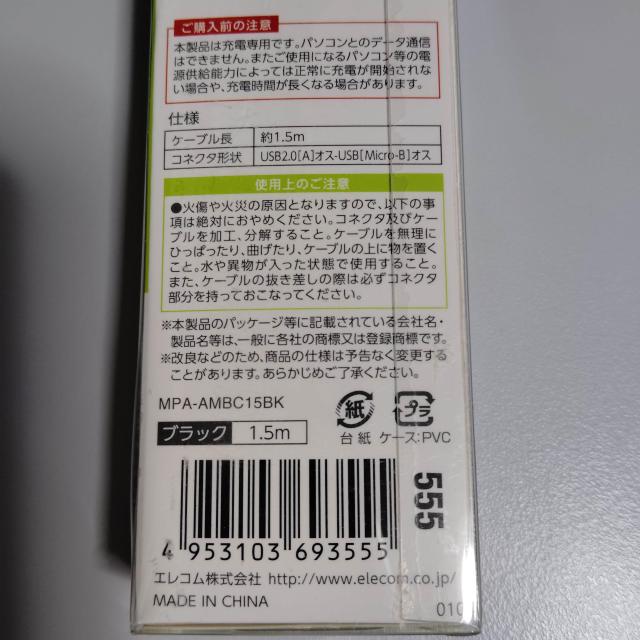 ご購入前の注意
本製品は充電専用です。パソコンとのデータ通信
はできません。またご使用になるパソコン等の電
源供給能力によっては正常に充電が開始されな
い場合や、充電時間が長くなる場合があります。
仕様
ケーブル長 約1.5m
コネクタ形状 USB2.0[A]オス-USB[Micro-B]オス
使用上のご注意
●火傷や火災の原因となりますので、以下の事
項は絶対におやめください。コネクタ及びケー
ブルを加工、分解すること。ケーブルを無理に
ひっぱったり、曲げたり、ケーブルの上に物を置く
こと。水や異物が入った状態で使用すること。
また、ケーブルの抜き差しの際は必ずコネクタ
部分を持っておこなってください。
※本製品のパッケージ等に記載されている会社名・
製品名等は、一般に各社の商標又は登録商標です。
※改良などのため、商品の仕様は予告なく変更する
ことがあります。あらかじめご了承ください。
MPA-AMBC15BK
紙 プラ
ブラック 1.5m
台紙 ケース:PVC
555
4 953103 693555
エレコム株式会社 http://www.elecom.co.jp/
MADE IN CHINA
010